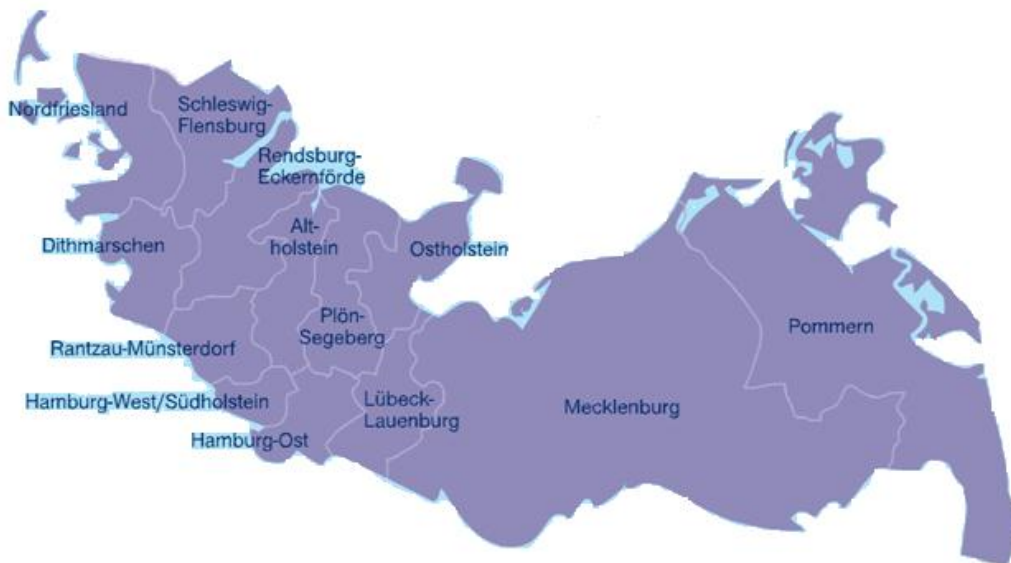 Nordfriesland
Schleswig-
Flensburg
Rendsburg-
Eckernförde
Dithmarschen
Alt-
holstein
Ostholstein
Plön-
Segeberg
Pommern
Rantzau-Münsterdorf
Hamburg-West/Südholstein
Lübeck-
Lauenburg
Mecklenburg
Hamburg-Ost